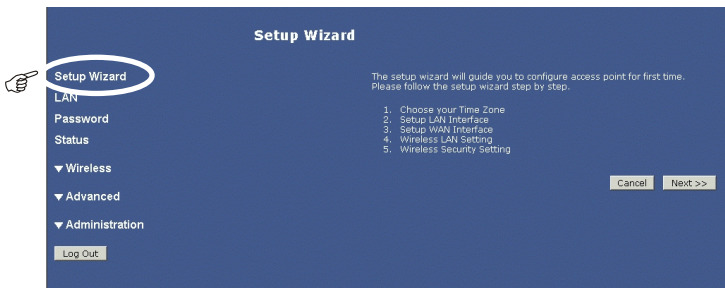 Setup Wizard
Setup Wizard
LAN
Password
Status
Wireless
Advanced
Administration
Log Out
The setup wizard will guide you to configure access point for first time.
Please follow the setup wizard step by step.
1. Choose your Time Zone
2. Setup LAN Interface
3. Setup WAN Interface
4. Wireless LAN Setting
5. Wireless Security Setting
Cancel
Next >>